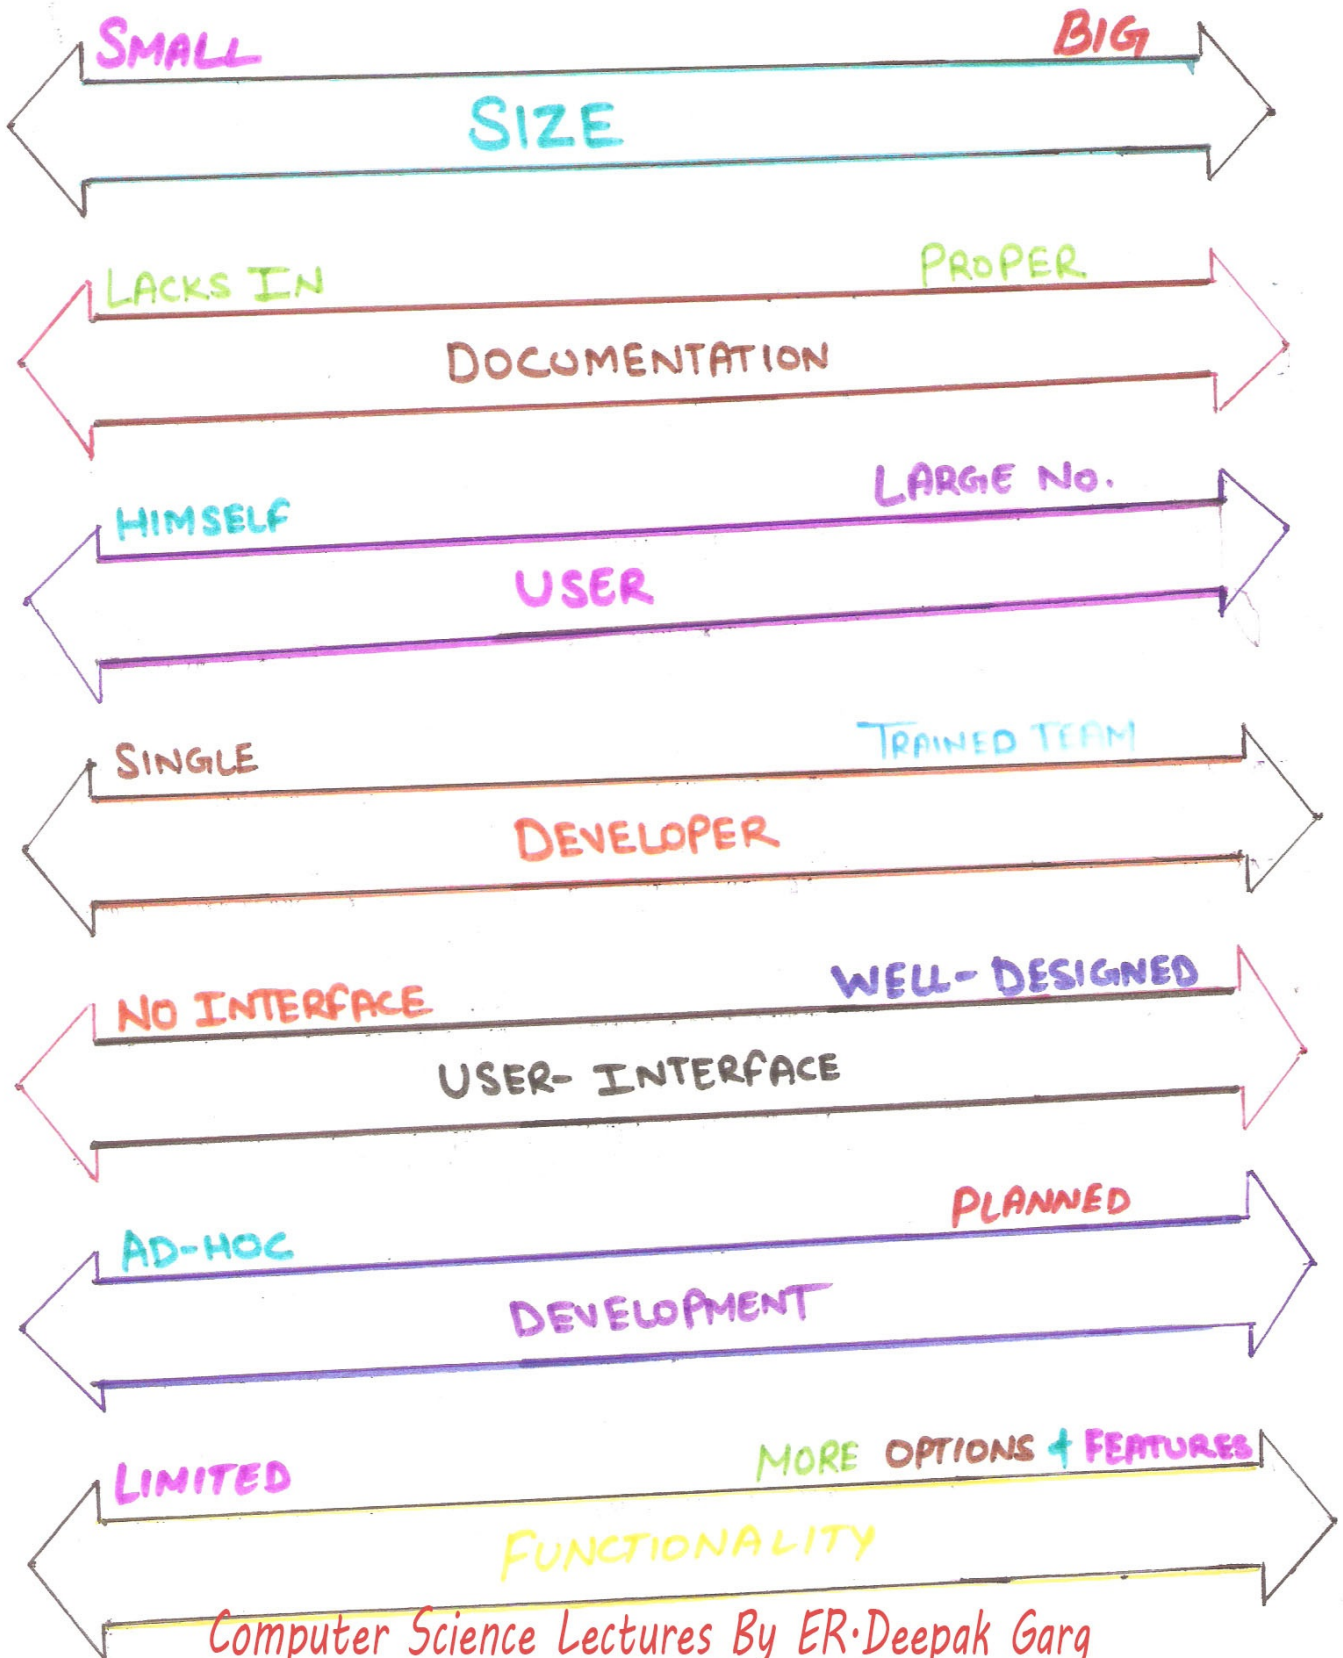 SMALL BIG
SIZE
LACKS IN PROPER
DOCUMENTATION
HIMSELF LARGE No.
USER
SINGLE TRAINED TEAM
DEVELOPER
NO INTERFACE WELL-DESIGNED
USER-INTERFACE
AD-HOC PLANNED
DEVELOPMENT
LIMITED MORE OPTIONS & FEATURES
FUNCTIONALITY
Computer Science Lectures By ER.Deepak Garg